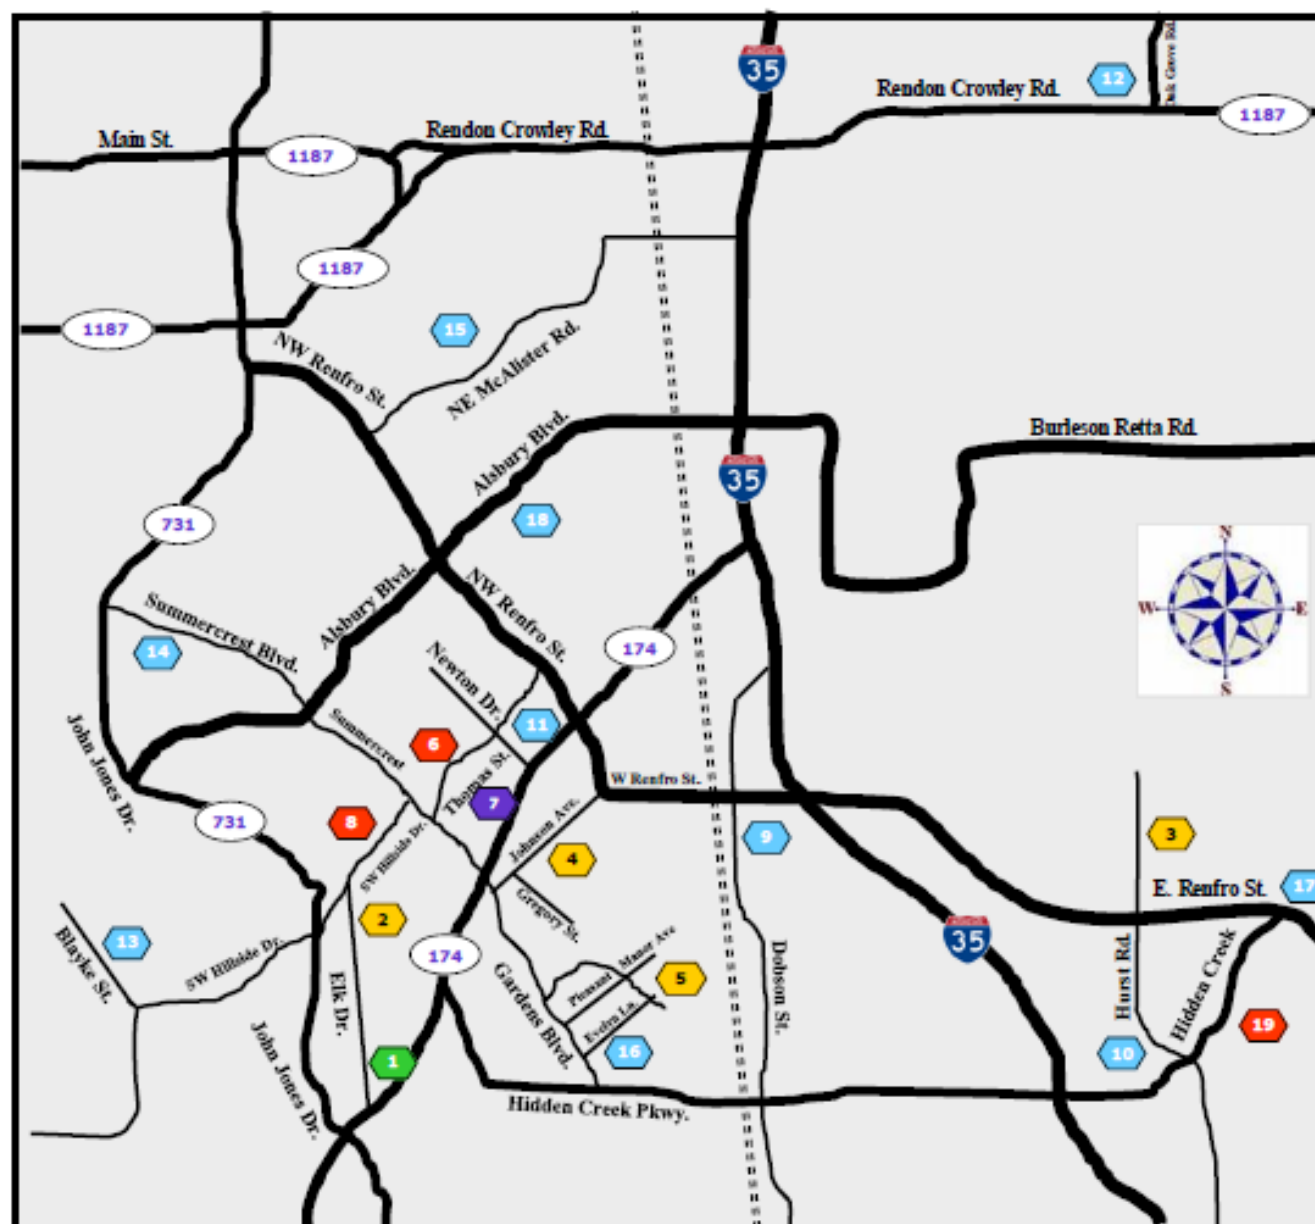 35
12
Oak Grove Rd.
Rendon Crowley Rd.
1187
Main St.
1187
Rendon Crowley Rd.
1187
1187
15
NW Renfro St.
NE McAlister Rd.
Alsbury Blvd.
Burleson Retta Rd.
35
18
731
N
W
E
S
Summercrest Blvd.
Alsbury Blvd.
NW Renfro St.
174
14
Newton Dr.
John Jones Dr.
Summercrest
6
11
Thomas St.
7
W Renfro St.
731
8
SW Hillside Dr.
Johnson Ave.
4
9
3
E. Renfro St.
17
2
Gregory St.
Blayke St.
13
SW Hillside Dr.
174
35
Elk Dr.
Gardens Blvd.
Pleasant Manor Ave
5
Evelyn Ln.
Dobson St.
Hurst Rd.
Hidden Creek
19
John Jones Dr.
1
16
10
Hidden Creek Pkwy.